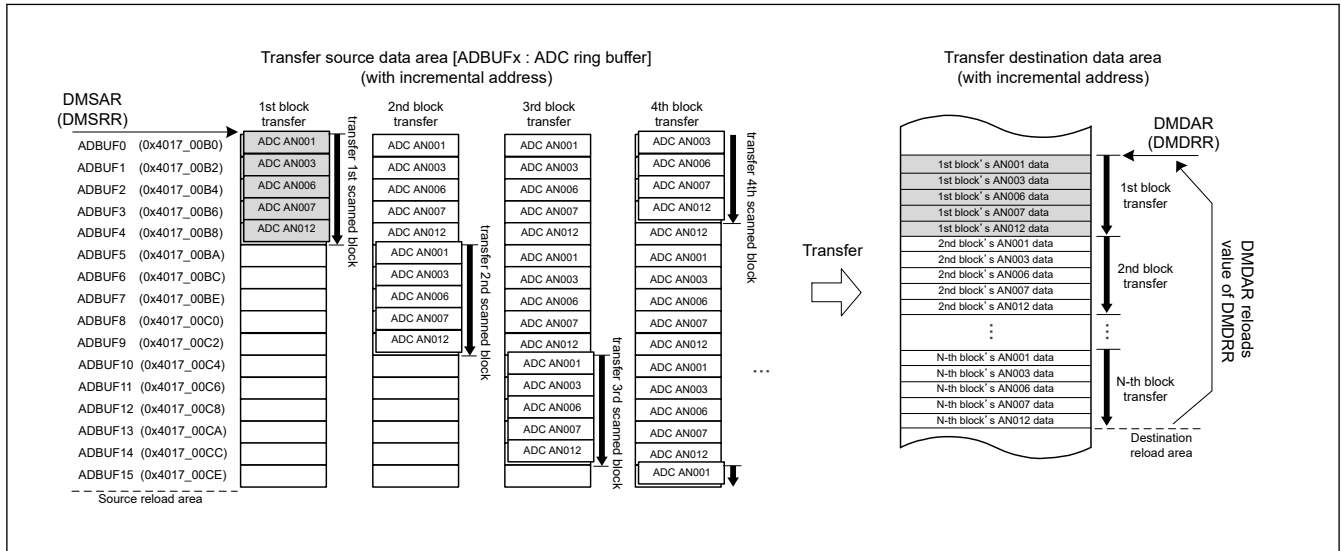 Transfer source data area [ADBUFx : ADC ring buffer]
(with incremental address)
DMSAR
(DMSRR)
ADBUF0 (0x4017_00B0)
ADBUF1 (0x4017_00B2)
ADBUF2 (0x4017_00B4)
ADBUF3 (0x4017_00B6)
ADBUF4 (0x4017_00B8)
ADBUF5 (0x4017_00BA)
ADBUF6 (0x4017_00BC)
ADBUF7 (0x4017_00BE)
ADBUF8 (0x4017_00C0)
ADBUF9 (0x4017_00C2)
ADBUF10 (0x4017_00C4)
ADBUF11 (0x4017_00C6)
ADBUF12 (0x4017_00C8)
ADBUF13 (0x4017_00CA)
ADBUF14 (0x4017_00CC)
ADBUF15 (0x4017_00CE)
Source reload area
1st block
transfer
ADC AN001
ADC AN003
ADC AN006
ADC AN007
ADC AN012
transfer 1st scanned block
2nd block
transfer
ADC AN001
ADC AN003
ADC AN006
ADC AN007
ADC AN012
ADC AN001
ADC AN003
ADC AN006
ADC AN007
ADC AN012
transfer 2nd scanned block
3rd block
transfer
ADC AN001
ADC AN003
ADC AN006
ADC AN007
ADC AN012
ADC AN001
ADC AN003
ADC AN006
ADC AN007
ADC AN012
ADC AN001
ADC AN003
ADC AN006
ADC AN007
ADC AN012
transfer 3rd scanned block
4th block
transfer
ADC AN003
ADC AN006
ADC AN007
ADC AN012
ADC AN012
ADC AN001
ADC AN003
ADC AN006
ADC AN007
ADC AN012
ADC AN001
ADC AN003
ADC AN006
ADC AN007
ADC AN012
ADC AN001
transfer 4th scanned block
...
Transfer
Transfer destination data area
(with incremental address)
DMDAR
(DMDRR)
1st block's AN001 data
1st block's AN003 data
1st block's AN006 data
1st block's AN007 data
1st block's AN012 data
2nd block's AN001 data
2nd block's AN003 data
2nd block's AN006 data
2nd block's AN007 data
2nd block's AN012 data
⋮
N-th block's AN001 data
N-th block's AN003 data
N-th block's AN006 data
N-th block's AN007 data
N-th block's AN012 data
1st block
transfer
2nd block
transfer
⋮
N-th block
transfer
Destination
reload area
DMDAR reloads
value of DMDRR